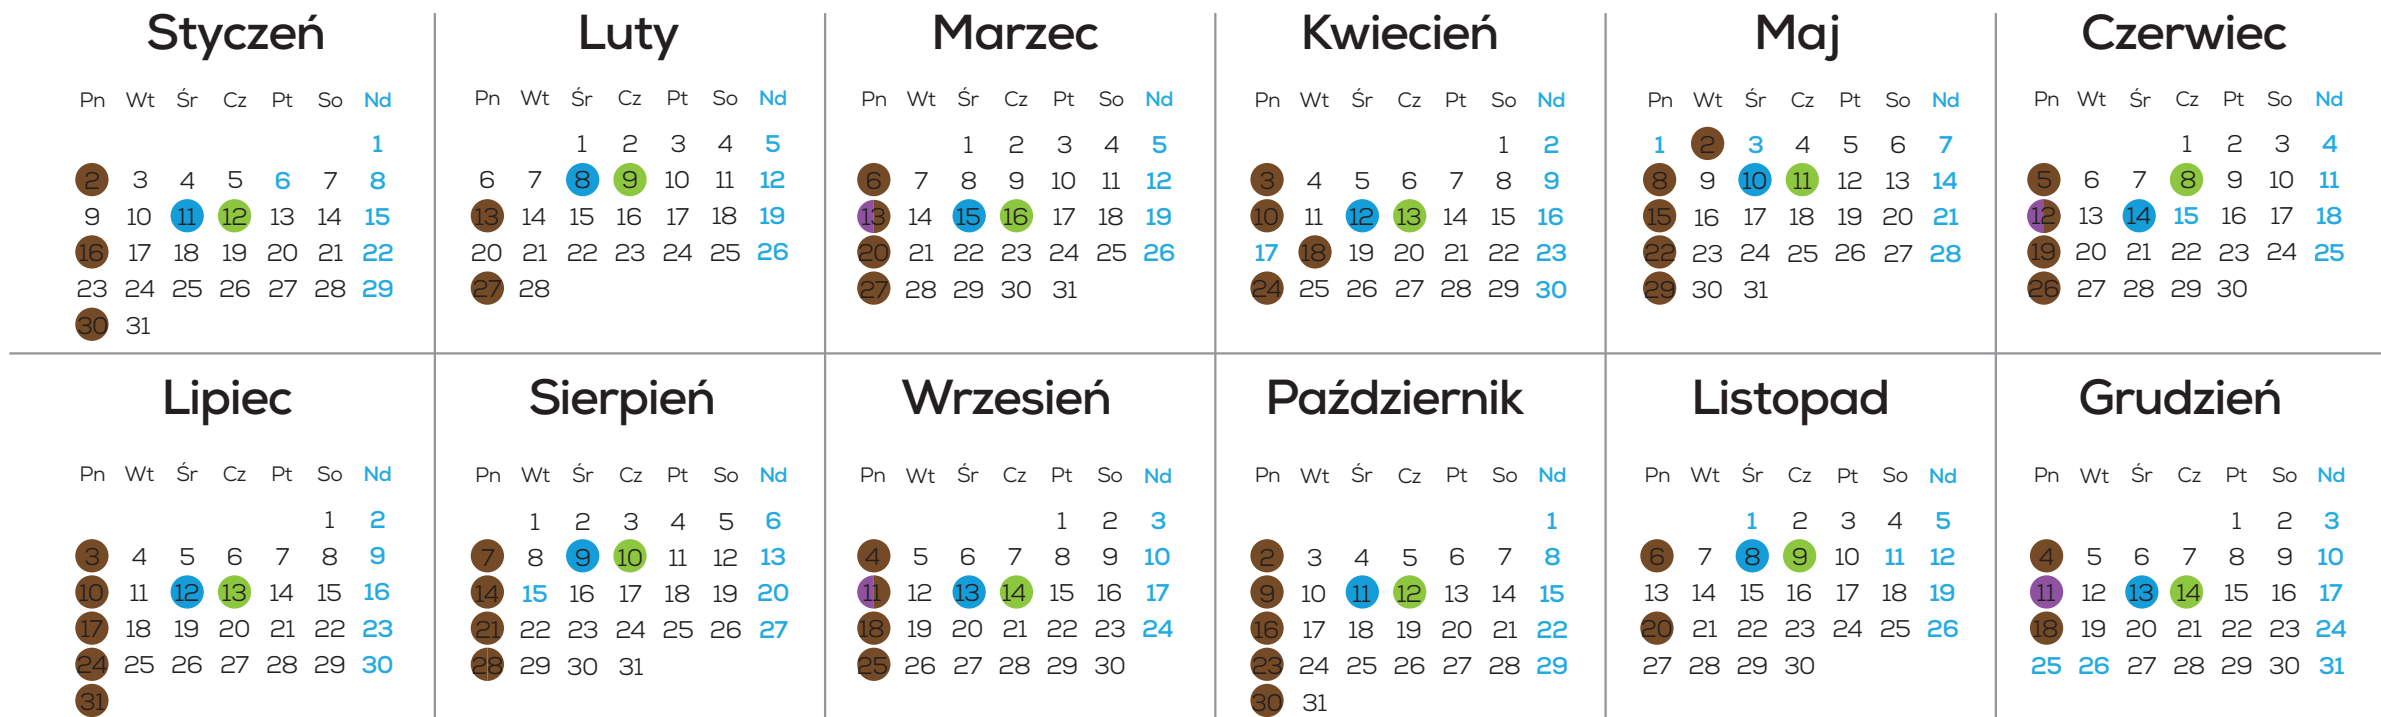 Styczeń
Pn Wt Śr Cz Pt So Nd
1
2 3 4 5 6 7 8
9 10 11 12 13 14 15
16 17 18 19 20 21 22
23 24 25 26 27 28 29
30 31
Luty
Pn Wt Śr Cz Pt So Nd
1 2 3 4 5
6 7 8 9 10 11 12
13 14 15 16 17 18 19
20 21 22 23 24 25 26
27 28
Marzec
Pn Wt Śr Cz Pt So Nd
1 2 3 4 5
6 7 8 9 10 11 12
13 14 15 16 17 18 19
20 21 22 23 24 25 26
27 28 29 30 31
Kwiecień
Pn Wt Śr Cz Pt So Nd
1 2
3 4 5 6 7 8 9
10 11 12 13 14 15 16
17 18 19 20 21 22 23
24 25 26 27 28 29 30
Maj
Pn Wt Śr Cz Pt So Nd
1 2 3 4 5 6 7
8 9 10 11 12 13 14
15 16 17 18 19 20 21
22 23 24 25 26 27 28
29 30 31
Czerwiec
Pn Wt Śr Cz Pt So Nd
1 2 3 4
5 6 7 8 9 10 11
12 13 14 15 16 17 18
19 20 21 22 23 24 25
26 27 28 29 30
Lipiec
Pn Wt Śr Cz Pt So Nd
1 2
3 4 5 6 7 8 9
10 11 12 13 14 15 16
17 18 19 20 21 22 23
24 25 26 27 28 29 30
31
Sierpień
Pn Wt Śr Cz Pt So Nd
1 2 3 4 5 6
7 8 9 10 11 12 13
14 15 16 17 18 19 20
21 22 23 24 25 26 27
28 29 30 31
Wrzesień
Pn Wt Śr Cz Pt So Nd
1 2 3
4 5 6 7 8 9 10
11 12 13 14 15 16 17
18 19 20 21 22 23 24
25 26 27 28 29 30
Październik
Pn Wt Śr Cz Pt So Nd
1
2 3 4 5 6 7 8
9 10 11 12 13 14 15
16 17 18 19 20 21 22
23 24 25 26 27 28 29
30 31
Listopad
Pn Wt Śr Cz Pt So Nd
1 2 3 4 5
6 7 8 9 10 11 12
13 14 15 16 17 18 19
20 21 22 23 24 25 26
27 28 29 30
Grudzień
Pn Wt Śr Cz Pt So Nd
1 2 3
4 5 6 7 8 9 10
11 12 13 14 15 16 17
18 19 20 21 22 23 24
25 26 27 28 29 30 31